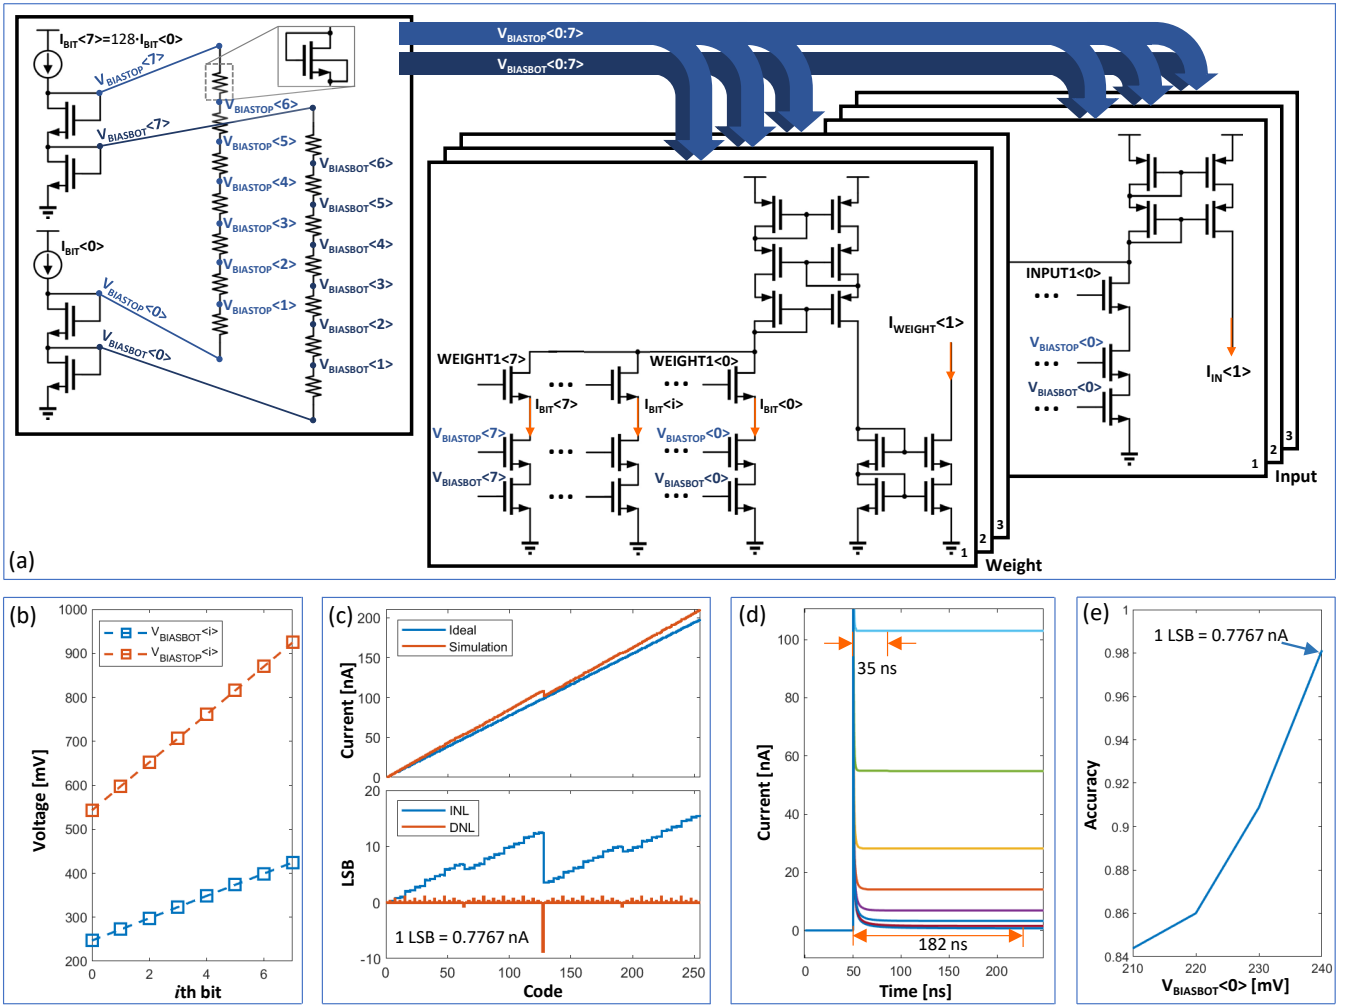 I_BIT<7>=128·I_BIT<0>
V_BIASTOP<7>
V_BIASTOP<6>
V_BIASBOT<7>
V_BIASTOP<5>
V_BIASBOT<6>
V_BIASTOP<4>
V_BIASBOT<5>
V_BIASTOP<3>
V_BIASBOT<4>
I_BIT<0>
V_BIASTOP<2>
V_BIASBOT<3>
V_BIASTOP<0>
V_BIASTOP<1>
V_BIASBOT<2>
V_BIASBOT<0>
V_BIASBOT<1>
V_BIASTOP<0:7>
V_BIASBOT<0:7>
WEIGHT1<7>
WEIGHT1<0>
I_WEIGHT<1>
I_BIT<7>
I_BIT<i>
I_BIT<0>
V_BIASTOP<7>
V_BIASTOP<0>
V_BIASBOT<7>
V_BIASBOT<0>
1
2
3
Weight
INPUT1<0>
V_BIASTOP<0>
V_BIASBOT<0>
I_IN<1>
1
2
3
Input
(a)
(b)
1000
900
800
700
600
500
400
300
200
V_BIASBOT<i>
V_BIASTOP<i>
Voltage [mV]
0 2 4 6
ith bit
(c)
200
150
100
50
0
Ideal
Simulation
Current [nA]
20
10
0
-10
INL
DNL
LSB
1 LSB = 0.7767 nA
0 50 100 150 200 250
Code
(d)
100
80
60
40
20
0
Current [nA]
35 ns
182 ns
0 50 100 150 200
Time [ns]
(e)
1
0.98
0.96
0.94
0.92
0.9
0.88
0.86
0.84
1 LSB = 0.7767 nA
Accuracy
210 220 230 240
V_BIASBOT<0> [mV]